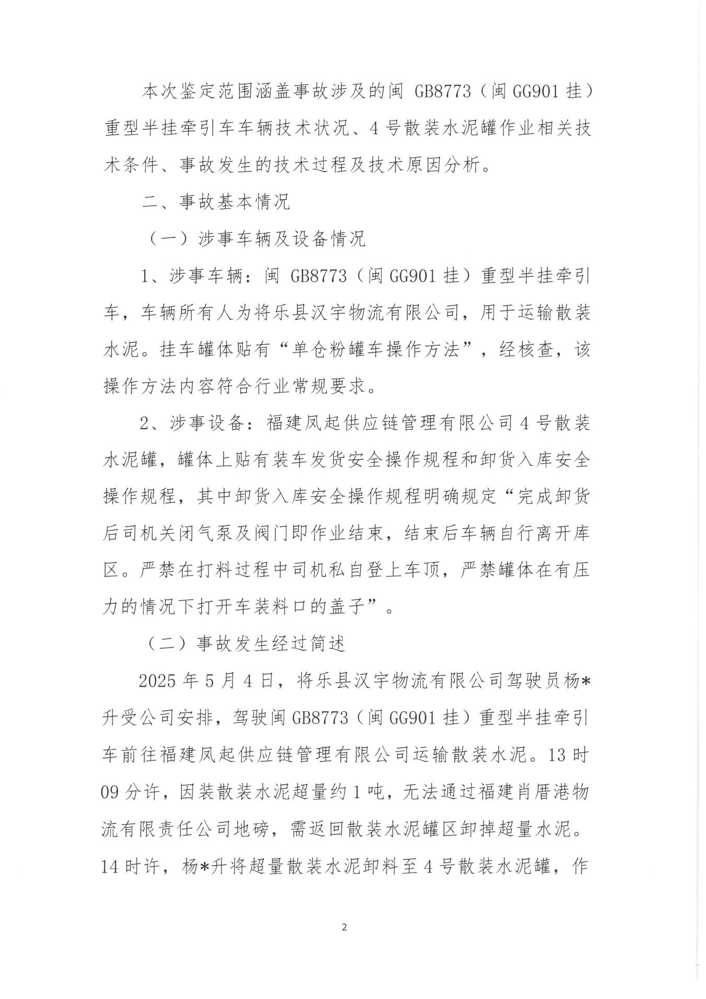 本次鉴定范围涵盖事故涉及的闽 GB8773（闽 GG901 挂）
重型半挂牵引车车辆技术状况、4 号散装水泥罐作业相关技
术条件、事故发生的技术过程及技术原因分析。
二、事故基本情况
（一）涉事车辆及设备情况
1、涉事车辆：闽 GB8773（闽 GG901 挂）重型半挂牵引
车，车辆所有人为将乐县汉宇物流有限公司，用于运输散装
水泥。挂车罐体贴有“单仓粉罐车操作方法”，经核查，该
操作方法内容符合行业常规要求。
2、涉事设备：福建凤起供应链管理有限公司 4 号散装
水泥罐，罐体上贴有装车发货安全操作规程和卸货入库安全
操作规程，其中卸货入库安全操作规程明确规定“完成卸货
后司机关闭气泵及阀门即作业结束，结束后车辆自行离开库
区。严禁在打料过程中司机私自登上车顶，严禁罐体在有压
力的情况下打开车装料口的盖子”。
（二）事故发生经过简述
2025 年 5 月 4 日，将乐县汉宇物流有限公司驾驶员杨*
升受公司安排，驾驶闽 GB8773（闽 GG901 挂）重型半挂牵引
车前往福建凤起供应链管理有限公司运输散装水泥。13 时
09 分许，因装散装水泥超量约 1 吨，无法通过福建肖厝港物
流有限责任公司地磅，需返回散装水泥罐区卸掉超量水泥。
14 时许，杨*升将超量散装水泥卸料至 4 号散装水泥罐，作
2